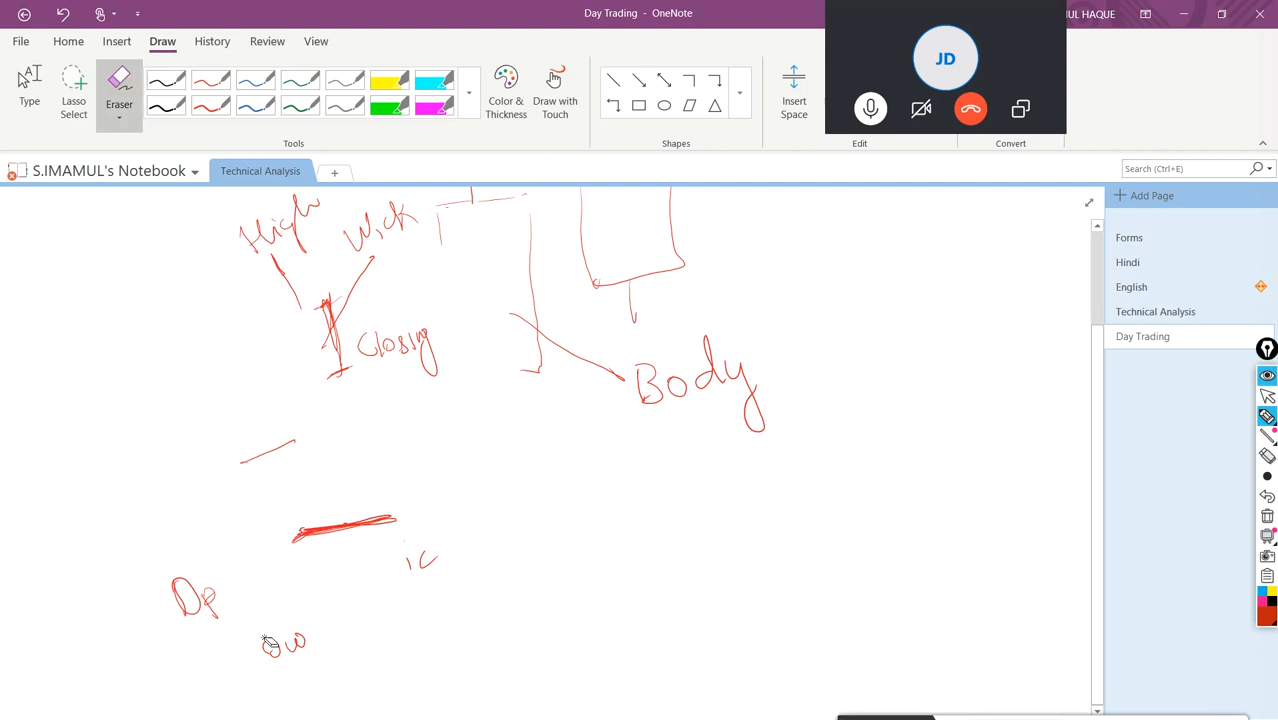 Day Trading - OneNote
UL HAQUE
File Home Insert Draw History Review View
JD
Type
Lasso Select
Eraser
Color & Thickness
Draw with Touch
Insert Space
Tools
Shapes
Edit
Convert
S.IMAMUL's Notebook
Technical Analysis
Search (Ctrl+E)
Add Page
Forms
Hindi
English
Technical Analysis
Day Trading
High
Wick
Closing
Body